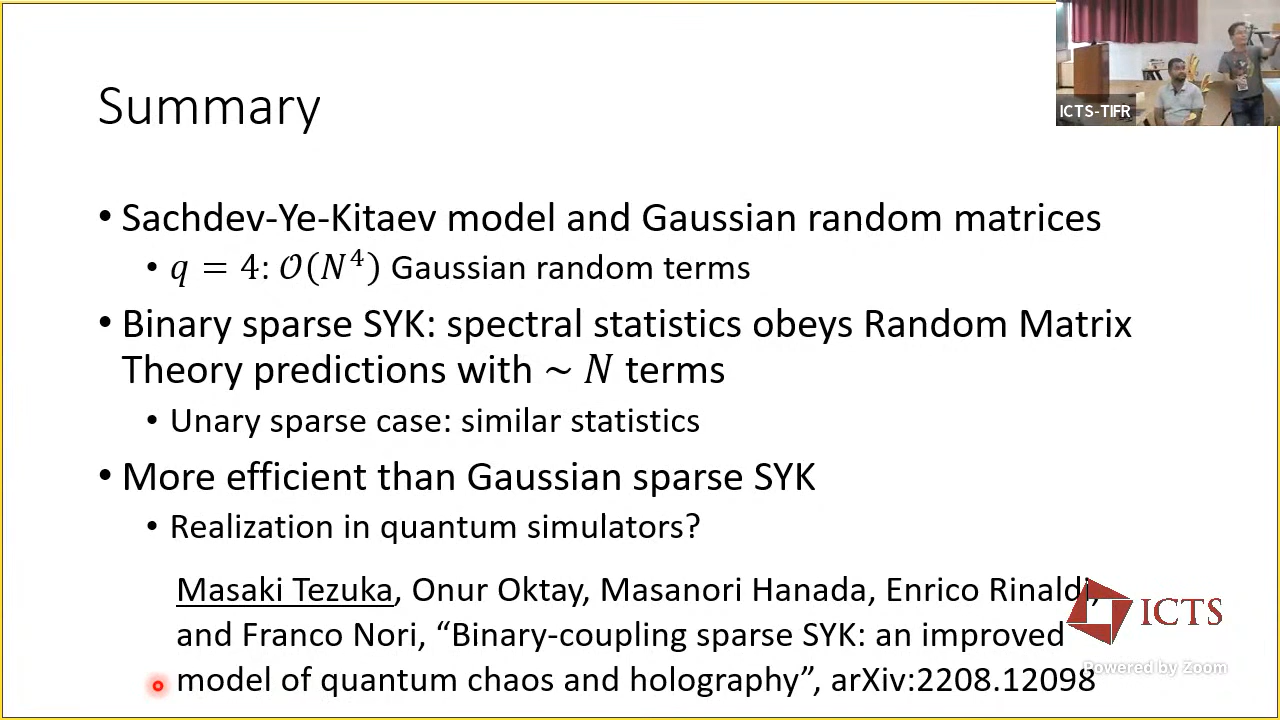 Summary
ICTS-TIFR
• Sachdev-Ye-Kitaev model and Gaussian random matrices
• q = 4: 𝒪(N⁴) Gaussian random terms
• Binary sparse SYK: spectral statistics obeys Random Matrix
Theory predictions with ~ N terms
• Unary sparse case: similar statistics
• More efficient than Gaussian sparse SYK
• Realization in quantum simulators?
Masaki Tezuka, Onur Oktay, Masanori Hanada, Enrico Rinaldi,
and Franco Nori, “Binary-coupling sparse SYK: an improved
model of quantum chaos and holography”, arXiv:2208.12098
ICTS
Powered by Zoom